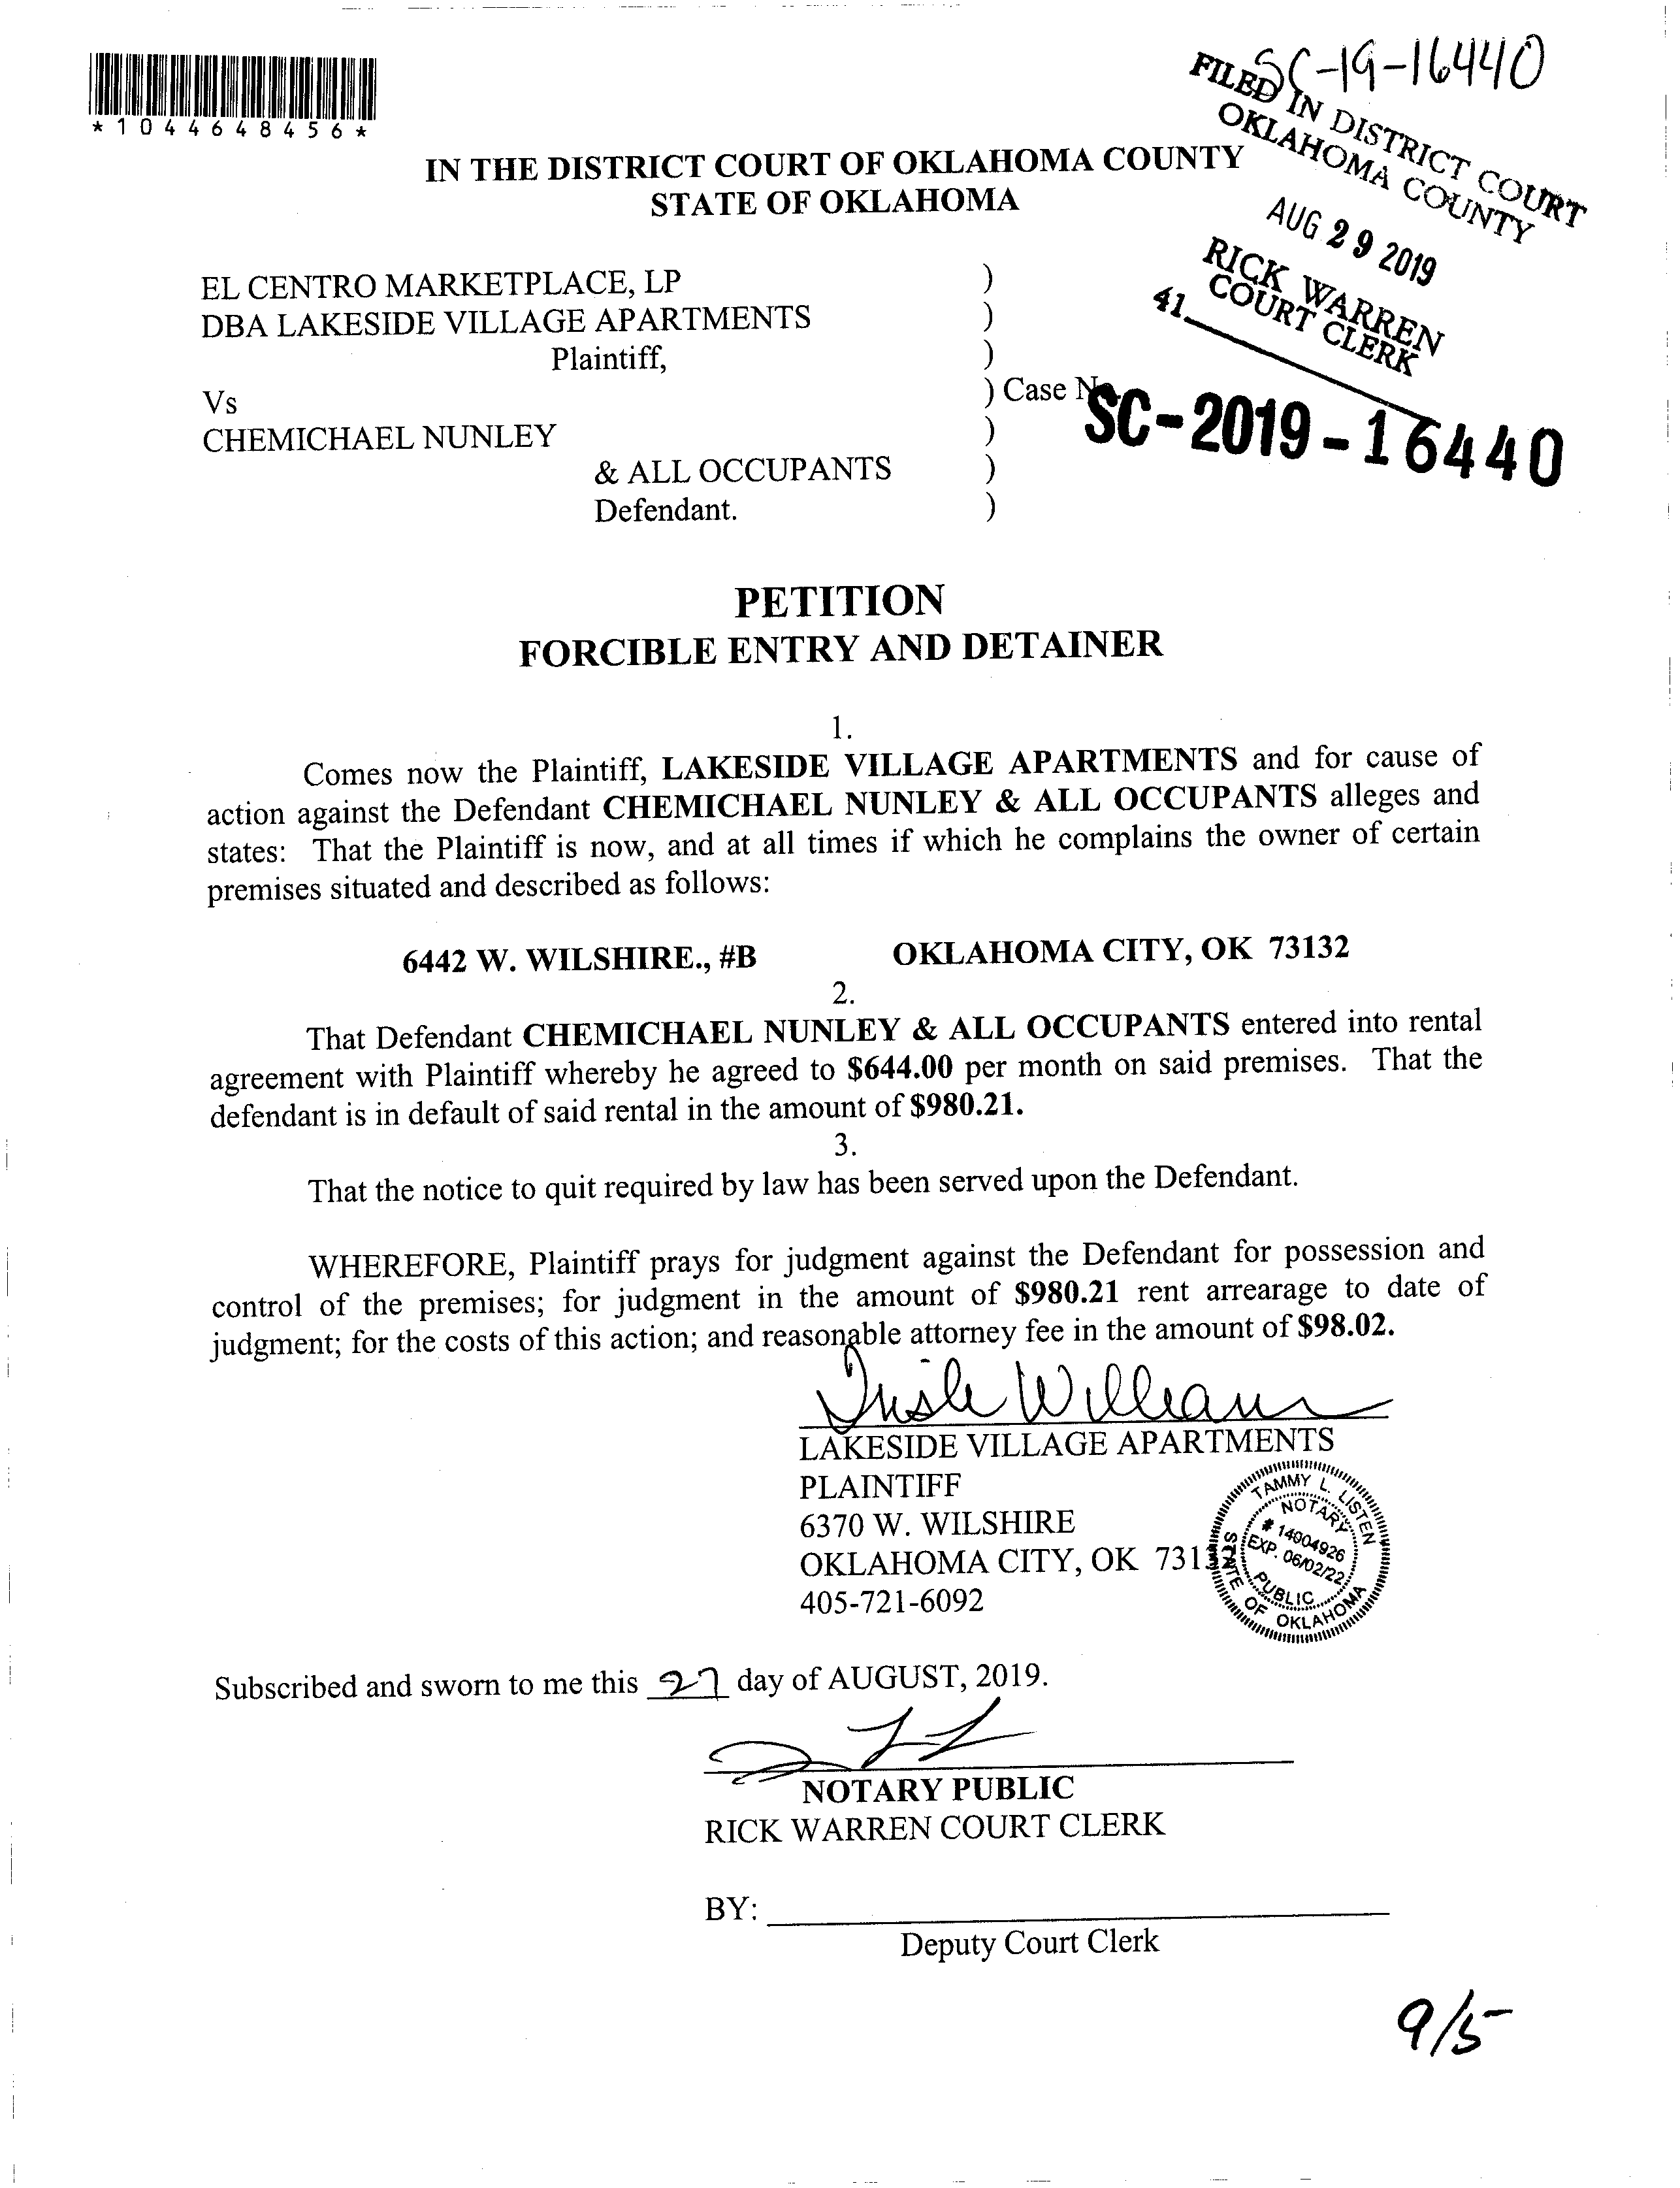 SC-19-16440
*1044648456*
FILED IN DISTRICT COURT
OKLAHOMA COUNTY
AUG 29 2019
RICK WARREN
COURT CLERK
41
IN THE DISTRICT COURT OF OKLAHOMA COUNTY
STATE OF OKLAHOMA
EL CENTRO MARKETPLACE, LP )
DBA LAKESIDE VILLAGE APARTMENTS )
Plaintiff, )
Vs ) Case No.
SC-2019-16440
CHEMICHAEL NUNLEY )
& ALL OCCUPANTS )
Defendant. )
PETITION
FORCIBLE ENTRY AND DETAINER
1.
Comes now the Plaintiff, LAKESIDE VILLAGE APARTMENTS and for cause of
action against the Defendant CHEMICHAEL NUNLEY & ALL OCCUPANTS alleges and
states: That the Plaintiff is now, and at all times if which he complains the owner of certain
premises situated and described as follows:
6442 W. WILSHIRE., #B OKLAHOMA CITY, OK 73132
2.
That Defendant CHEMICHAEL NUNLEY & ALL OCCUPANTS entered into rental
agreement with Plaintiff whereby he agreed to $644.00 per month on said premises. That the
defendant is in default of said rental in the amount of $980.21.
3.
That the notice to quit required by law has been served upon the Defendant.
WHEREFORE, Plaintiff prays for judgment against the Defendant for possession and
control of the premises; for judgment in the amount of $980.21 rent arrearage to date of
judgment; for the costs of this action; and reasonable attorney fee in the amount of $98.02.
LAKESIDE VILLAGE APARTMENTS
PLAINTIFF
6370 W. WILSHIRE
OKLAHOMA CITY, OK 73132
405-721-6092
TAMMY L. LISTEN
NOTARY
# 14004926
EXP. 06/02/22
PUBLIC
STATE OF OKLAHOMA
Subscribed and sworn to me this 27 day of AUGUST, 2019.
NOTARY PUBLIC
RICK WARREN COURT CLERK
BY:
Deputy Court Clerk
9/5